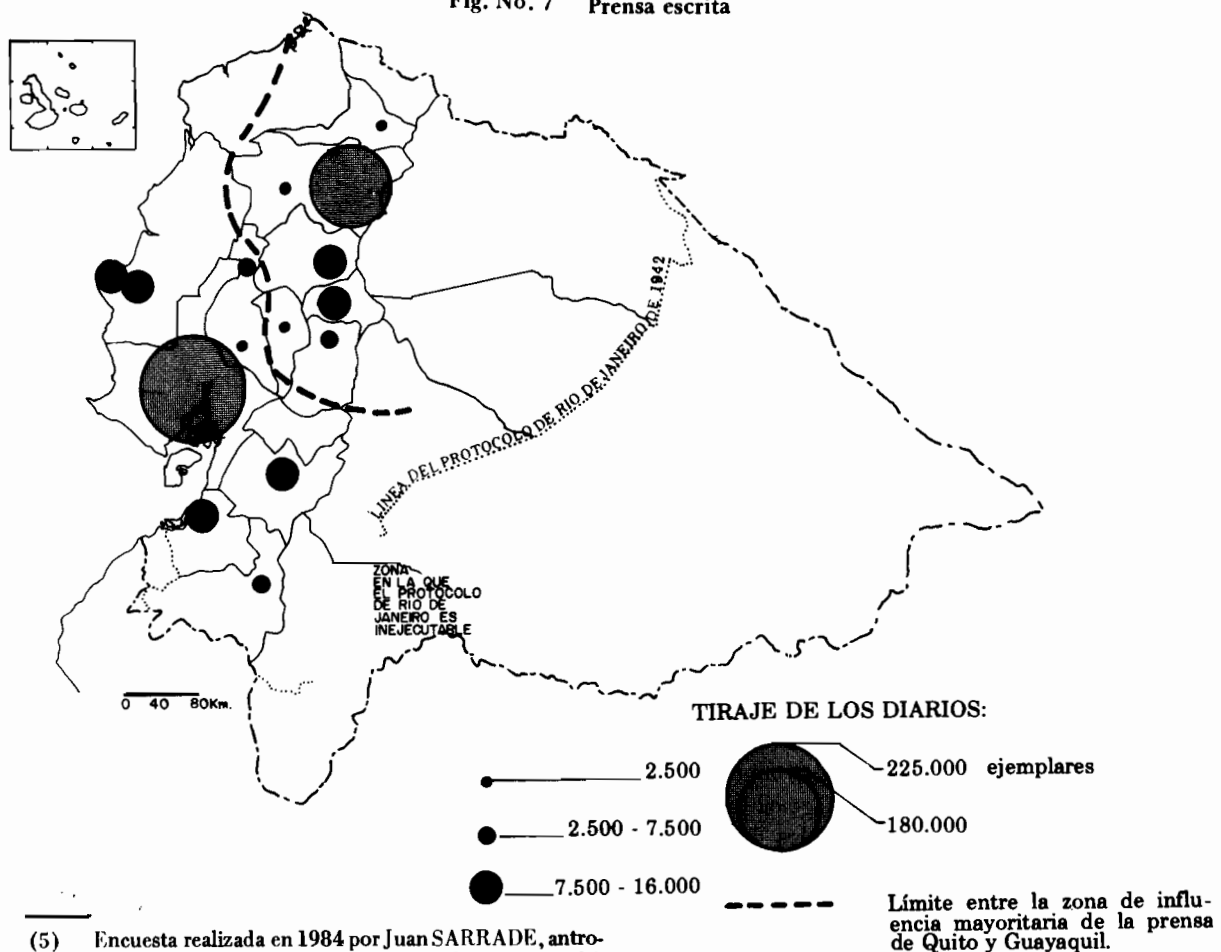 Fig. No. 7 Prensa escrita
LINEA DEL PROTOCOLO DE RIO DE JANEIRO DE 1942
ZONA
EN LA QUE
EL PROTOCOLO
DE RIO DE
JANEIRO ES
INEJECUTABLE
0 40 80Km.
TIRAJE DE LOS DIARIOS:
2.500
2.500 - 7.500
7.500 - 16.000
225.000 ejemplares
180.000
Límite entre la zona de influ-
encia mayoritaria de la prensa
de Quito y Guayaquil.
(5) Encuesta realizada en 1984 por Juan SARRADE, antro-